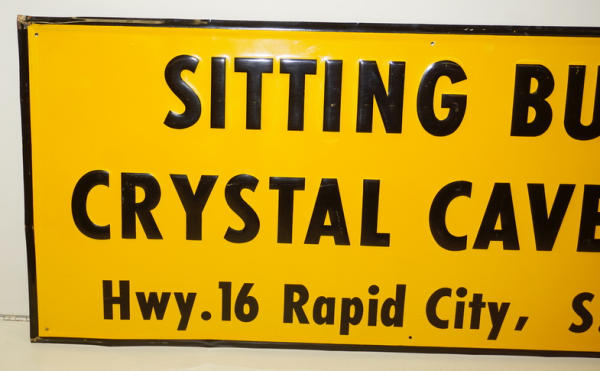 SITTING BU
CRYSTAL CAVE
Hwy.16 Rapid City, S.